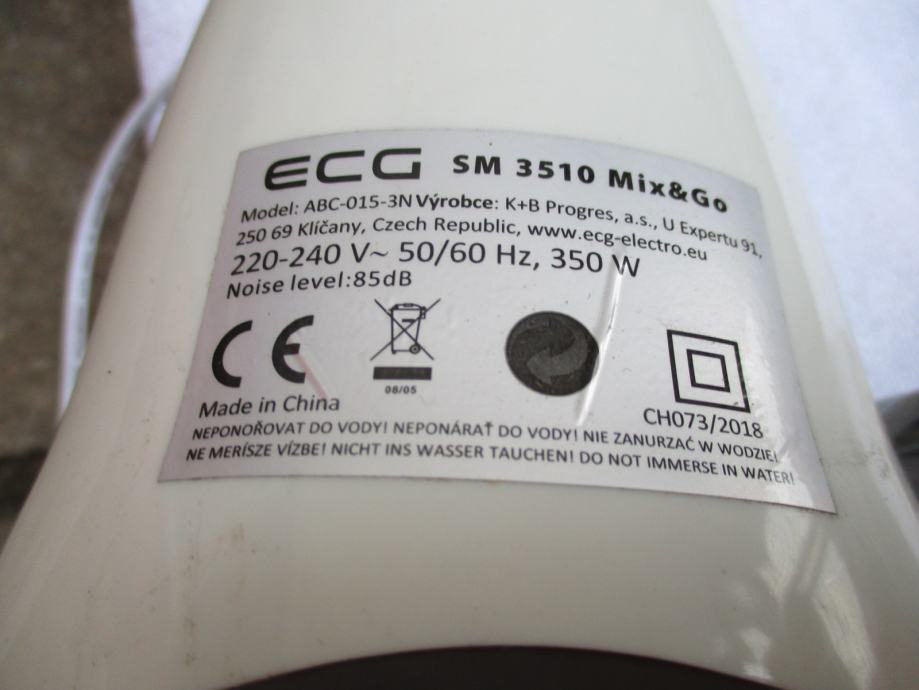 ECG SM 3510 Mix&Go
Model: ABC-015-3N Výrobce: K+B Progres, a.s., U Expertu 91,
250 69 Klíčany, Czech Republic, www.ecg-electro.eu
220-240 V~ 50/60 Hz, 350 W
Noise level:85dB
CE
08/05
Made in China
CH073/2018
NEPONOŘOVAT DO VODY! NEPONÁRAŤ DO VODY! NIE ZANURZAĆ W WODZIE!
NE MERÍSZE VÍZBE! NICHT INS WASSER TAUCHEN! DO NOT IMMERSE IN WATER!